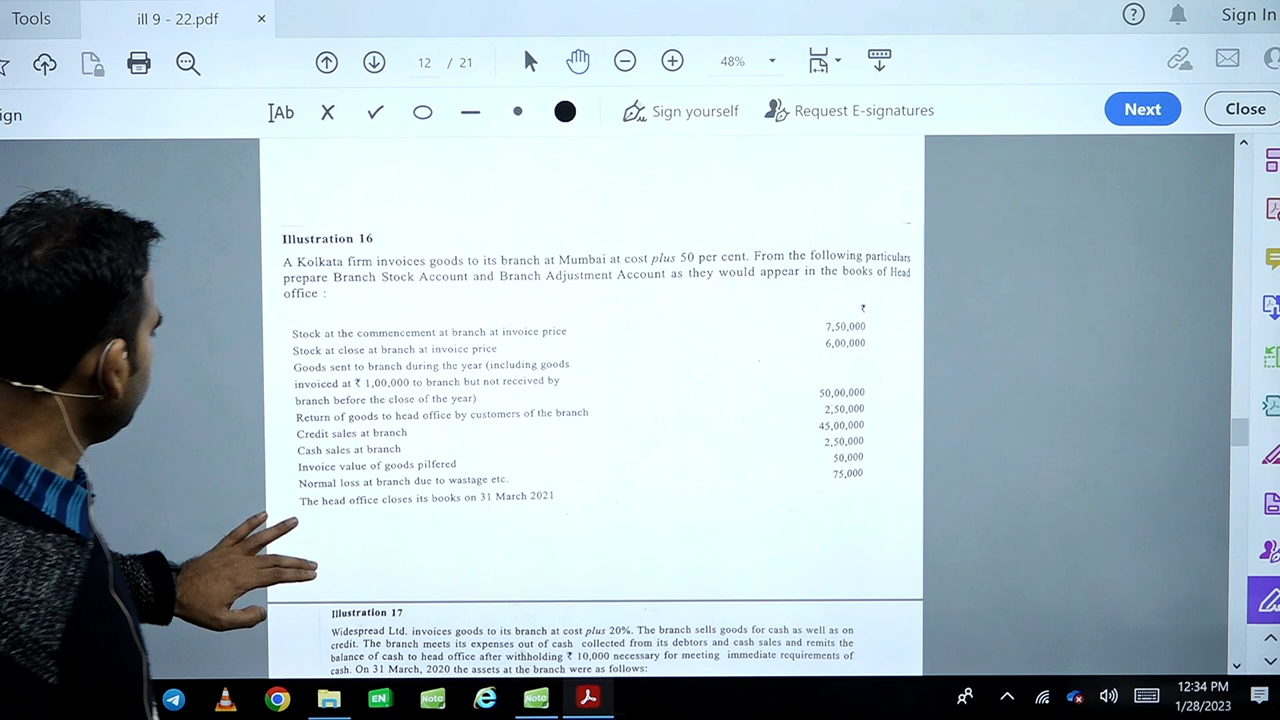 Tools
ill 9 - 22.pdf
×
Sign In
12 / 21
48%
ign
Ab
Sign yourself
Request E-signatures
Next
Close
Illustration 16
A Kolkata firm invoices goods to its branch at Mumbai at cost plus 50 per cent. From the following particulars
prepare Branch Stock Account and Branch Adjustment Account as they would appear in the books of Head
office :
₹
Stock at the commencement at branch at invoice price 7,50,000
Stock at close at branch at invoice price 6,00,000
Goods sent to branch during the year (including goods
invoiced at ₹ 1,00,000 to branch but not received by
branch before the close of the year) 50,00,000
Return of goods to head office by customers of the branch 2,50,000
Credit sales at branch 45,00,000
Cash sales at branch 2,50,000
Invoice value of goods pilfered 50,000
Normal loss at branch due to wastage etc. 75,000
The head office closes its books on 31 March 2021
Illustration 17
Widespread Ltd. invoices goods to its branch at cost plus 20%. The branch sells goods for cash as well as on
credit. The branch meets its expenses out of cash collected from its debtors and cash sales and remits the
balance of cash to head office after withholding ₹ 10,000 necessary for meeting immediate requirements of
cash. On 31 March, 2020 the assets at the branch were as follows:
EN
Note
Note
12:34 PM
1/28/2023